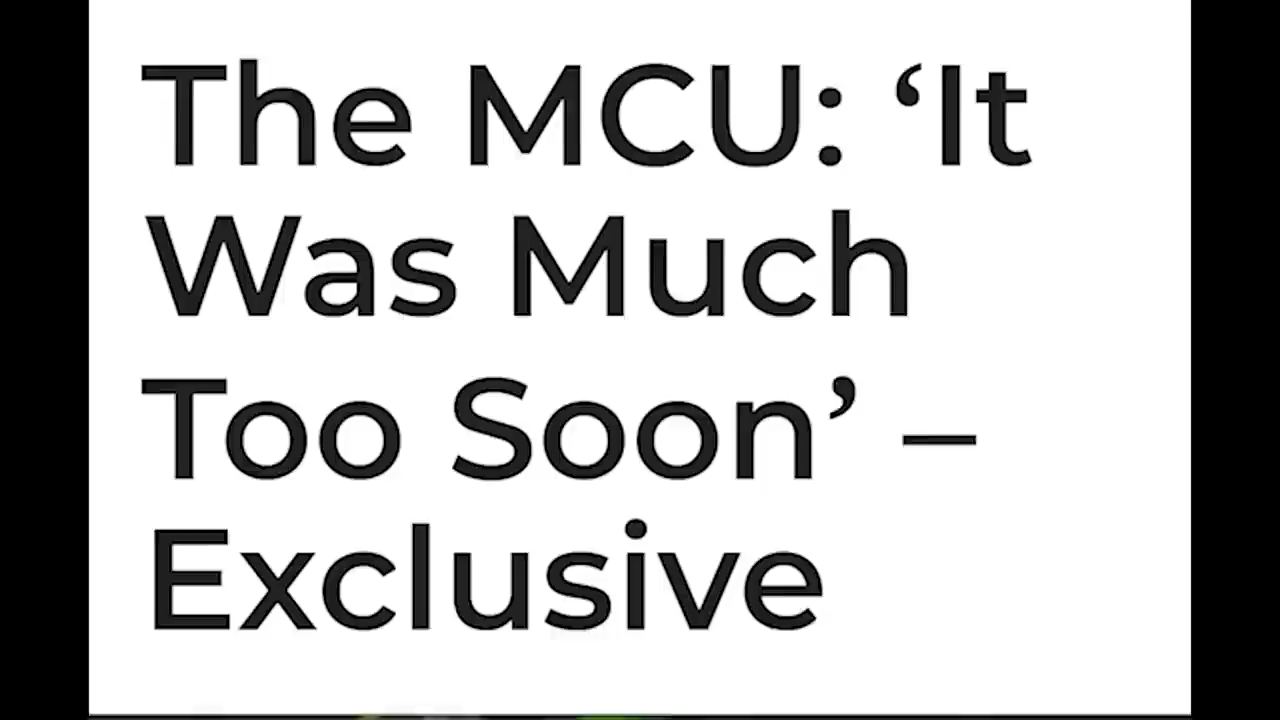 The MCU: ‘It
Was Much
Too Soon’ –
Exclusive